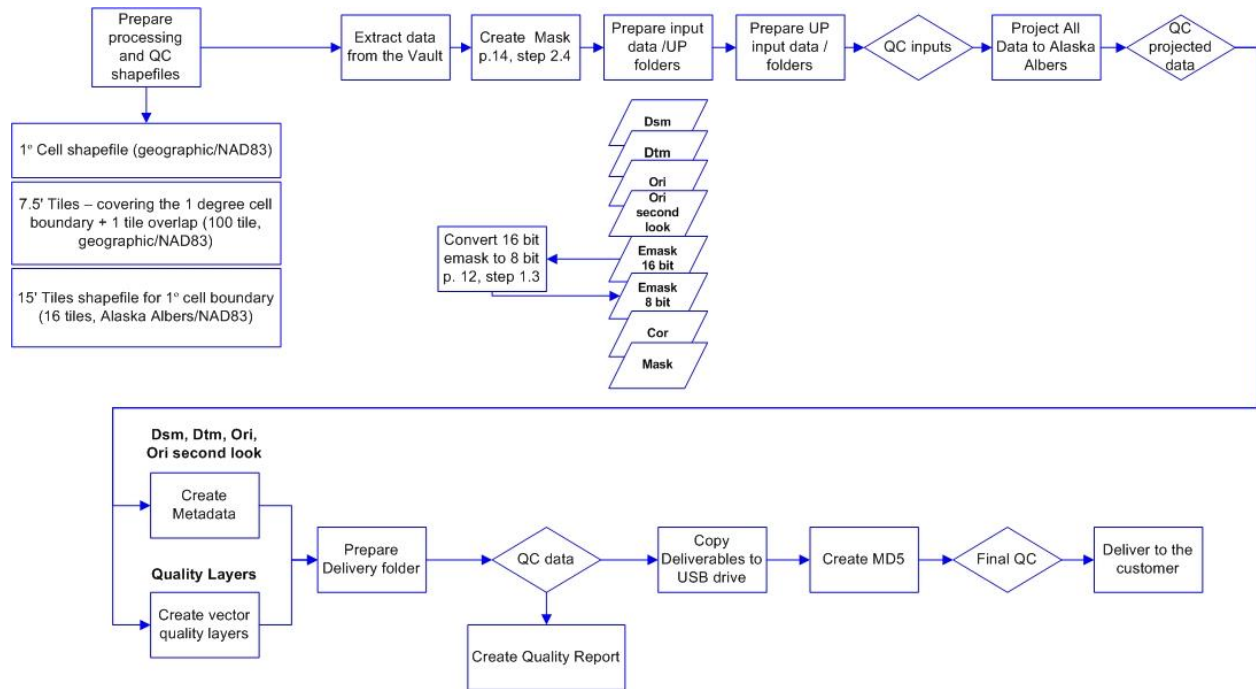 Prepare
processing
and QC
shapefiles
Extract data
from the Vault
Create Mask
p.14, step 2.4
Prepare input
data /UP
folders
Prepare UP
input data /
folders
QC inputs
Project All
Data to Alaska
Albers
QC
projected
data
1º Cell shapefile (geographic/NAD83)
7.5' Tiles – covering the 1 degree cell
boundary + 1 tile overlap (100 tile,
geographic/NAD83)
15' Tiles shapefile for 1º cell boundary
(16 tiles, Alaska Albers/NAD83)
Dsm
Dtm
Ori
Ori
second
look
Convert 16 bit
emask to 8 bit
p. 12, step 1.3
Emask
16 bit
Emask
8 bit
Cor
Mask
Dsm, Dtm, Ori,
Ori second look
Create
Metadata
Quality Layers
Create vector
quality layers
Prepare
Delivery folder
QC data
Create Quality Report
Copy
Deliverables to
USB drive
Create MD5
Final QC
Deliver to the
customer